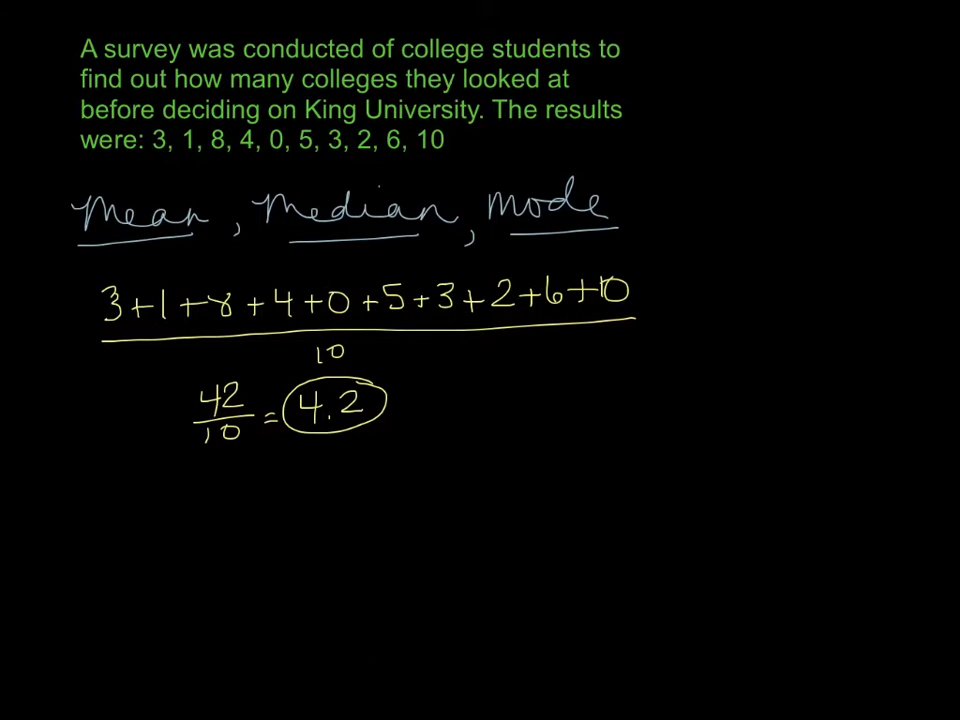 A survey was conducted of college students to
find out how many colleges they looked at
before deciding on King University. The results
were: 3, 1, 8, 4, 0, 5, 3, 2, 6, 10
Mean, Median, Mode
3+1+8+4+0+5+3+2+6+10
10
42
10 = 4.2